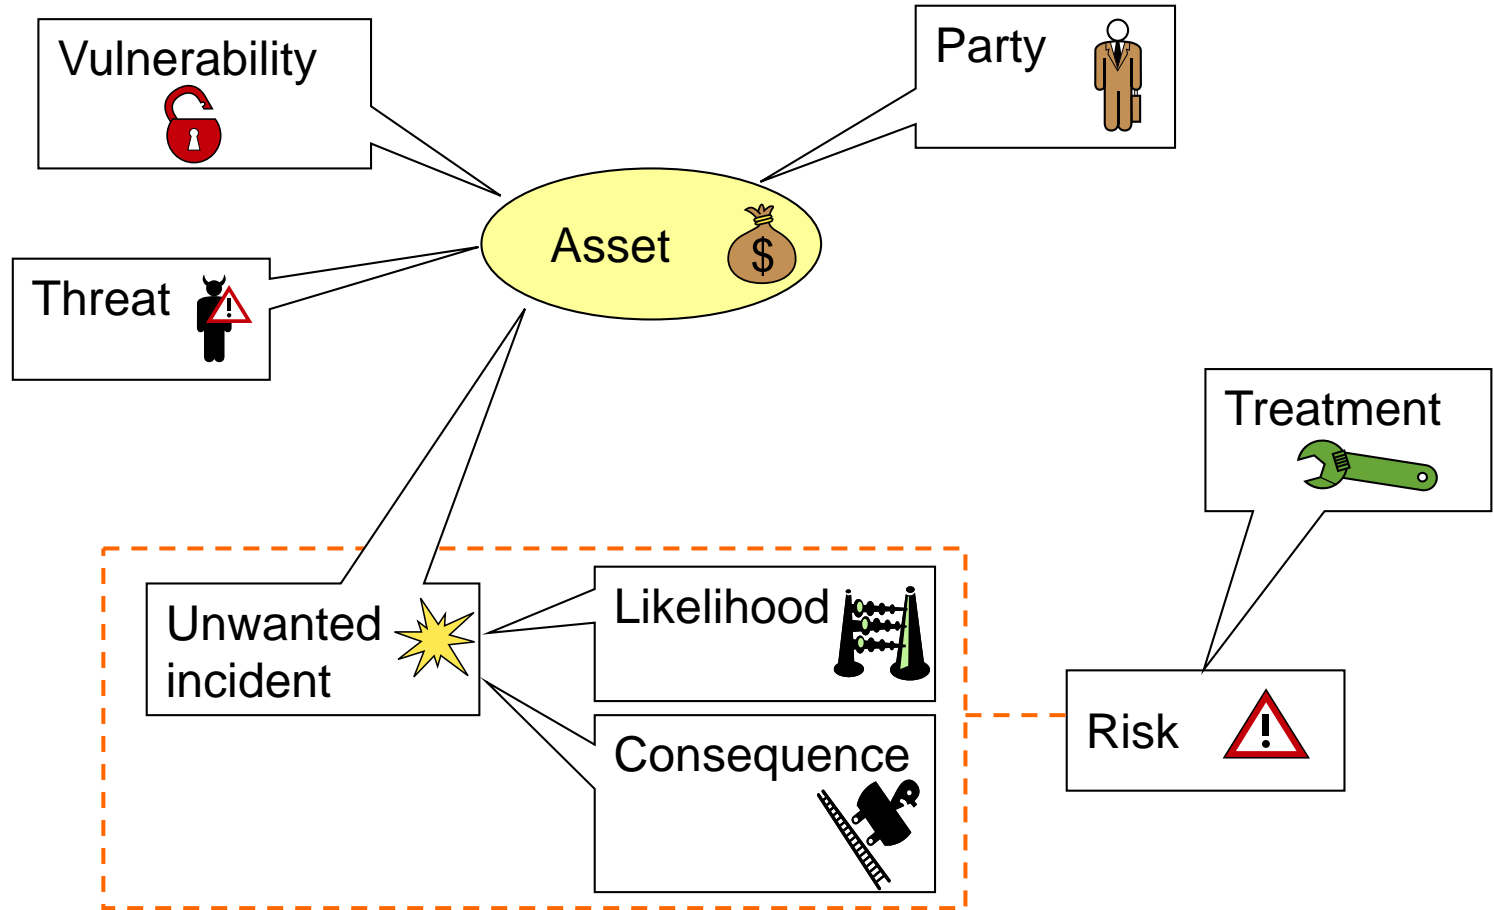 Vulnerability
Party
Asset
$
Threat
!
Treatment
Unwanted
incident
Likelihood
Consequence
Risk
!